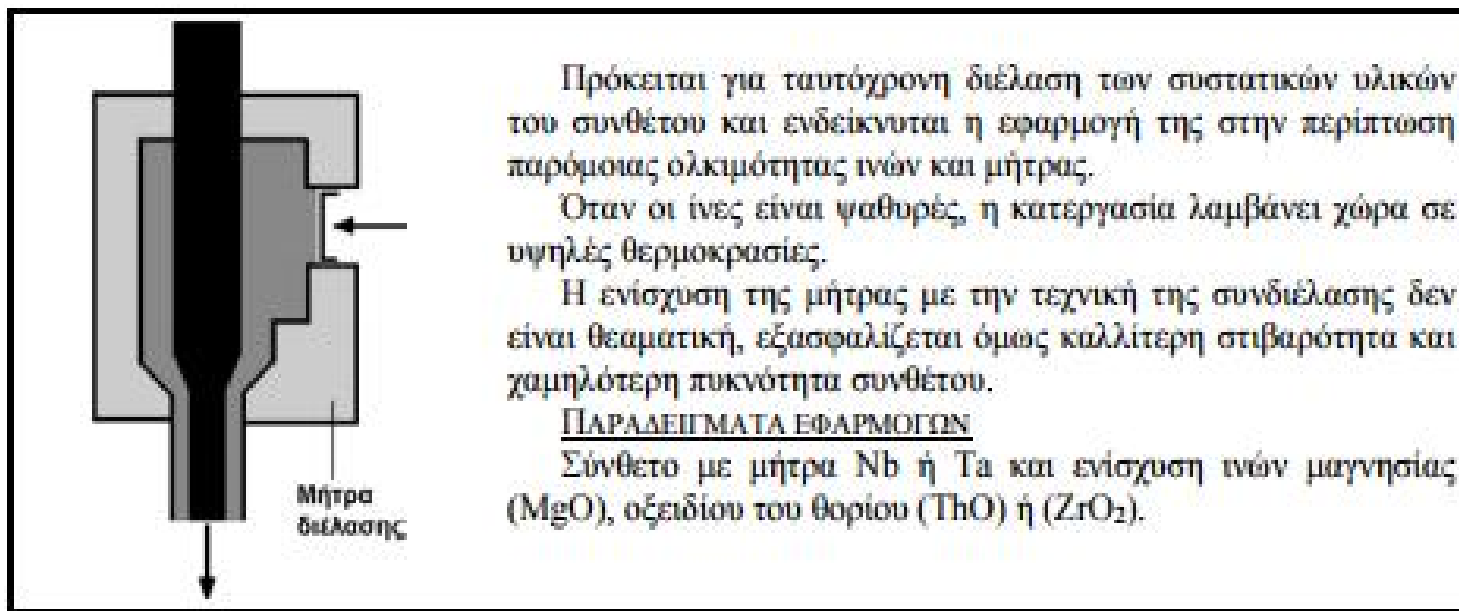 Πρόκειται για ταυτόχρονη διέλαση των συστατικών υλικών
του συνθέτου και ενδείκνυται η εφαρμογή της στην περίπτωση
παρόμοιας ολκιμότητας ινών και μήτρας.
Όταν οι ίνες είναι ψαθυρές, η κατεργασία λαμβάνει χώρα σε
υψηλές θερμοκρασίες.
Η ενίσχυση της μήτρας με την τεχνική της συνδιέλασης δεν
είναι θεαματική, εξασφαλίζεται όμως καλλίτερη στιβαρότητα και
χαμηλότερη πυκνότητα συνθέτου.
ΠΑΡΑΔΕΙΓΜΑΤΑ ΕΦΑΡΜΟΓΩΝ
Σύνθετο με μήτρα Nb ή Ta και ενίσχυση ινών μαγνησίας
(MgO), οξειδίου του θορίου (ThO) ή (ZrO₂).
Μήτρα
διέλασης